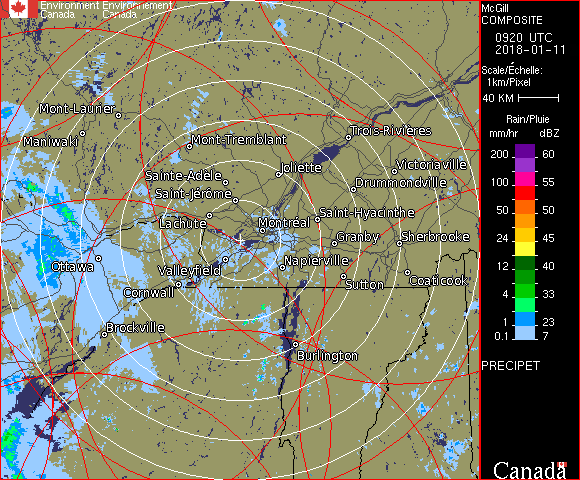 Environment Environnement
Canada Canada
McGill
COMPOSITE
0920 UTC
2018-01-11
Scale/Échelle:
1km/Pixel
40 KM
Rain/Pluie
mm/hr dBZ
200 60
100 55
50 50
24 45
12 40
4 33
1 23
0.1 7
PRECIPET
Canada
Mont-Laurier
Maniwaki
Mont-Tremblant
Trois-Rivières
Sainte-Adèle
Joliette
Victoriaville
Saint-Jérôme
Drummondville
Lachute
Montréal
Saint-Hyacinthe
Granby
Sherbrooke
Ottawa
Valleyfield
Napierville
Cornwall
Sutton
Coaticook
Brockville
Burlington